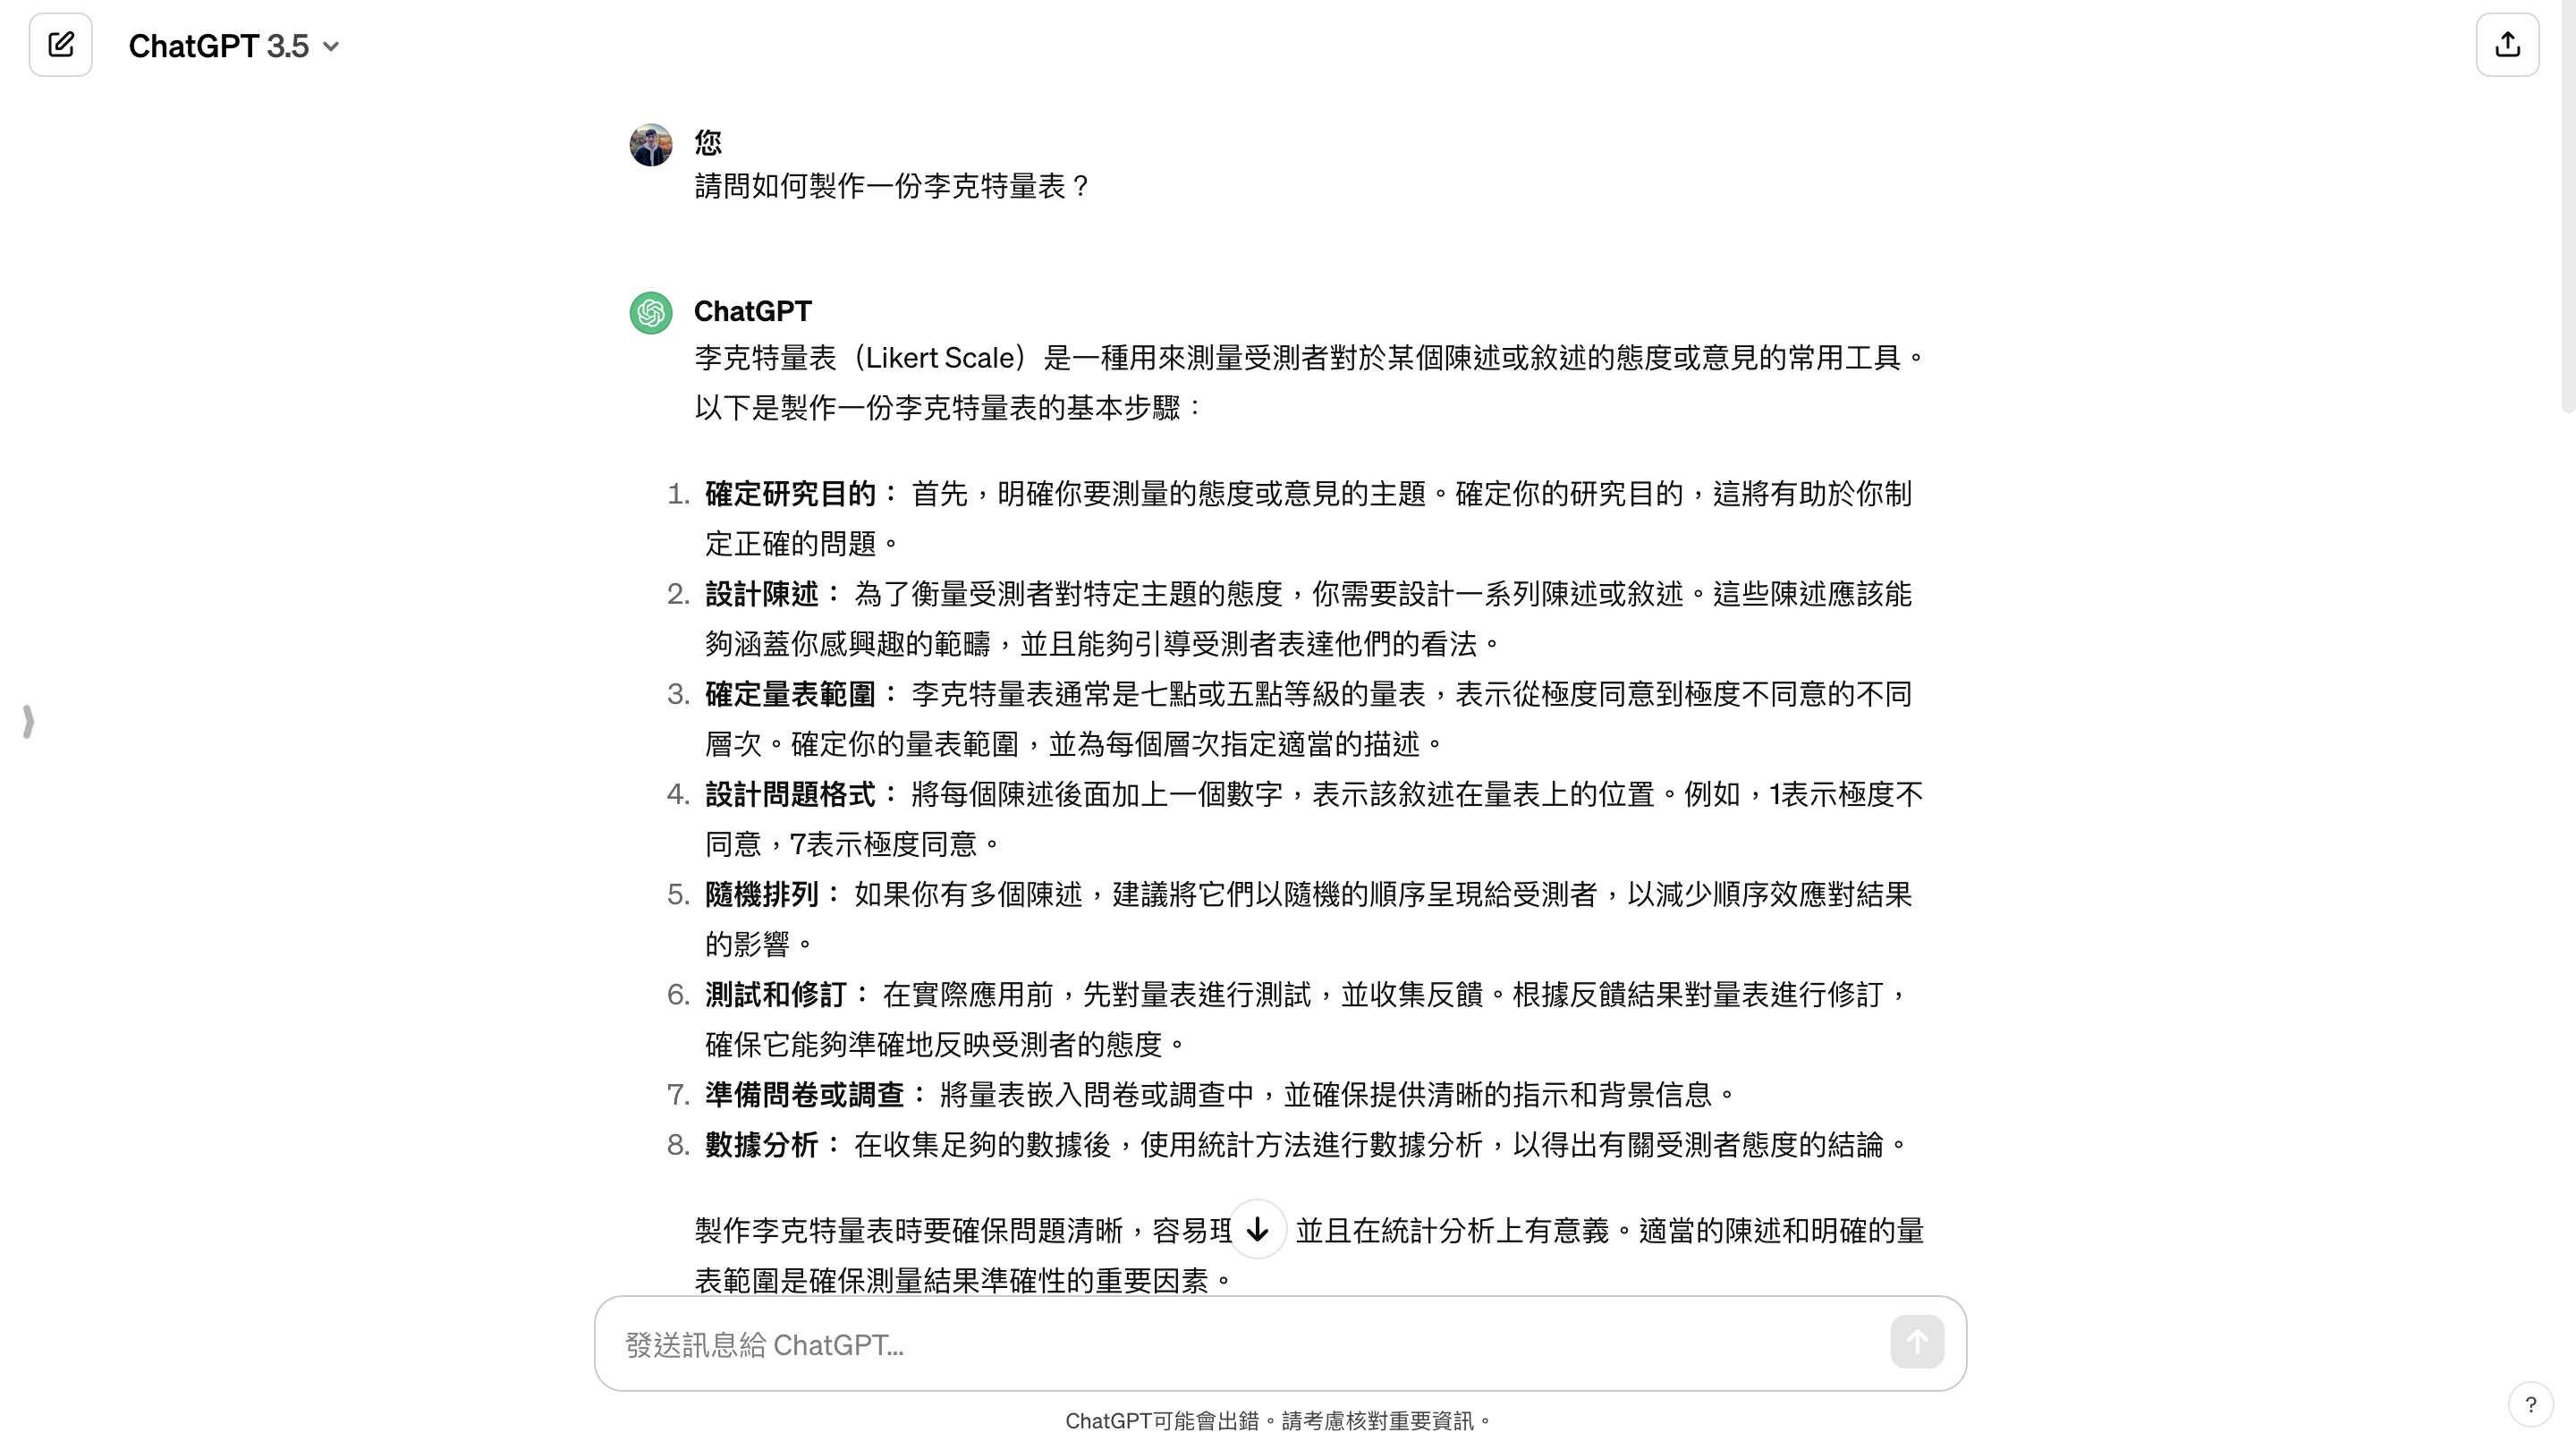 ChatGPT 3.5
您
請問如何製作一份李克特量表？
ChatGPT
李克特量表（Likert Scale）是一種用來測量受測者對於某個陳述或敘述的態度或意見的常用工具。
以下是製作一份李克特量表的基本步驟：
1. 確定研究目的： 首先，明確你要測量的態度或意見的主題。確定你的研究目的，這將有助於你制
定正確的問題。
2. 設計陳述： 為了衡量受測者對特定主題的態度，你需要設計一系列陳述或敘述。這些陳述應該能
夠涵蓋你感興趣的範疇，並且能夠引導受測者表達他們的看法。
3. 確定量表範圍： 李克特量表通常是七點或五點等級的量表，表示從極度同意到極度不同意的不同
層次。確定你的量表範圍，並為每個層次指定適當的描述。
4. 設計問題格式： 將每個陳述後面加上一個數字，表示該敘述在量表上的位置。例如，1表示極度不
同意，7表示極度同意。
5. 隨機排列： 如果你有多個陳述，建議將它們以隨機的順序呈現給受測者，以減少順序效應對結果
的影響。
6. 測試和修訂： 在實際應用前，先對量表進行測試，並收集反饋。根據反饋結果對量表進行修訂，
確保它能夠準確地反映受測者的態度。
7. 準備問卷或調查： 將量表嵌入問卷或調查中，並確保提供清晰的指示和背景信息。
8. 數據分析： 在收集足夠的數據後，使用統計方法進行數據分析，以得出有關受測者態度的結論。
製作李克特量表時要確保問題清晰，容易理 並且在統計分析上有意義。適當的陳述和明確的量
表範圍是確保測量結果準確性的重要因素。
發送訊息給 ChatGPT...
ChatGPT可能會出錯。請考慮核對重要資訊。
?